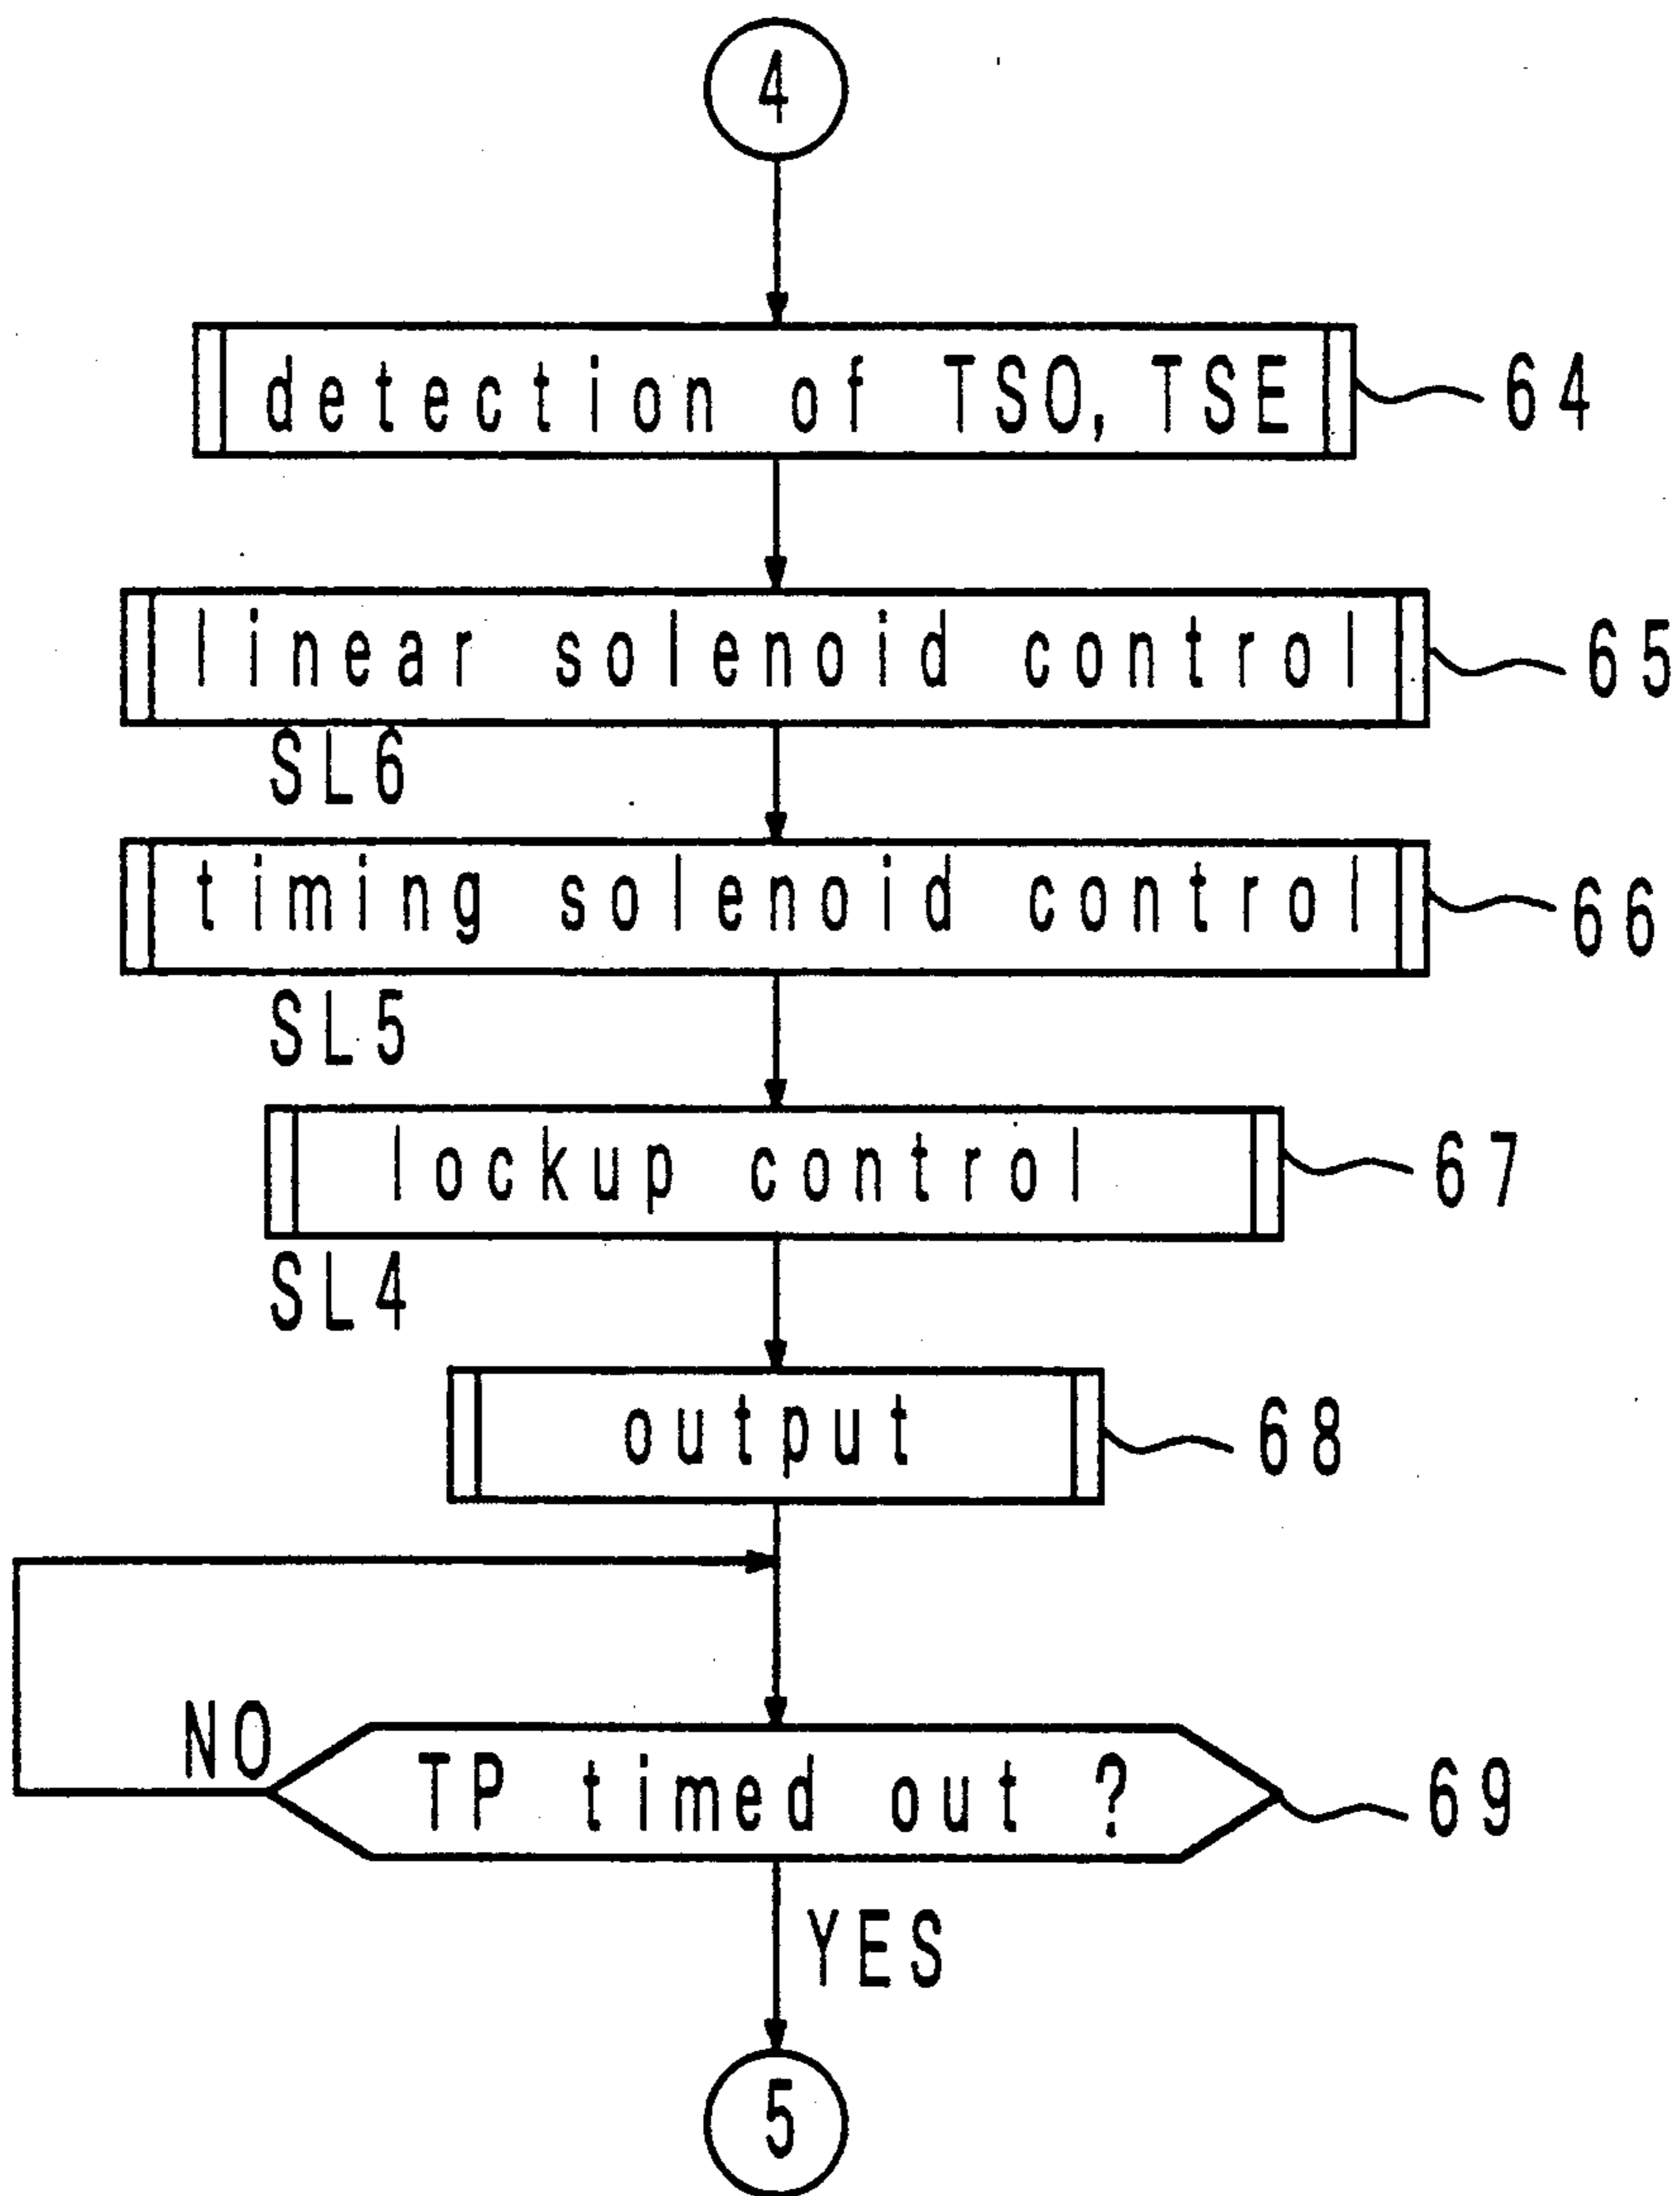 4
detection of TSO, TSE
64
linear solenoid control
65
SL6
timing solenoid control
66
SL5
lockup control
67
SL4
output
68
NO
TP timed out ?
69
YES
5